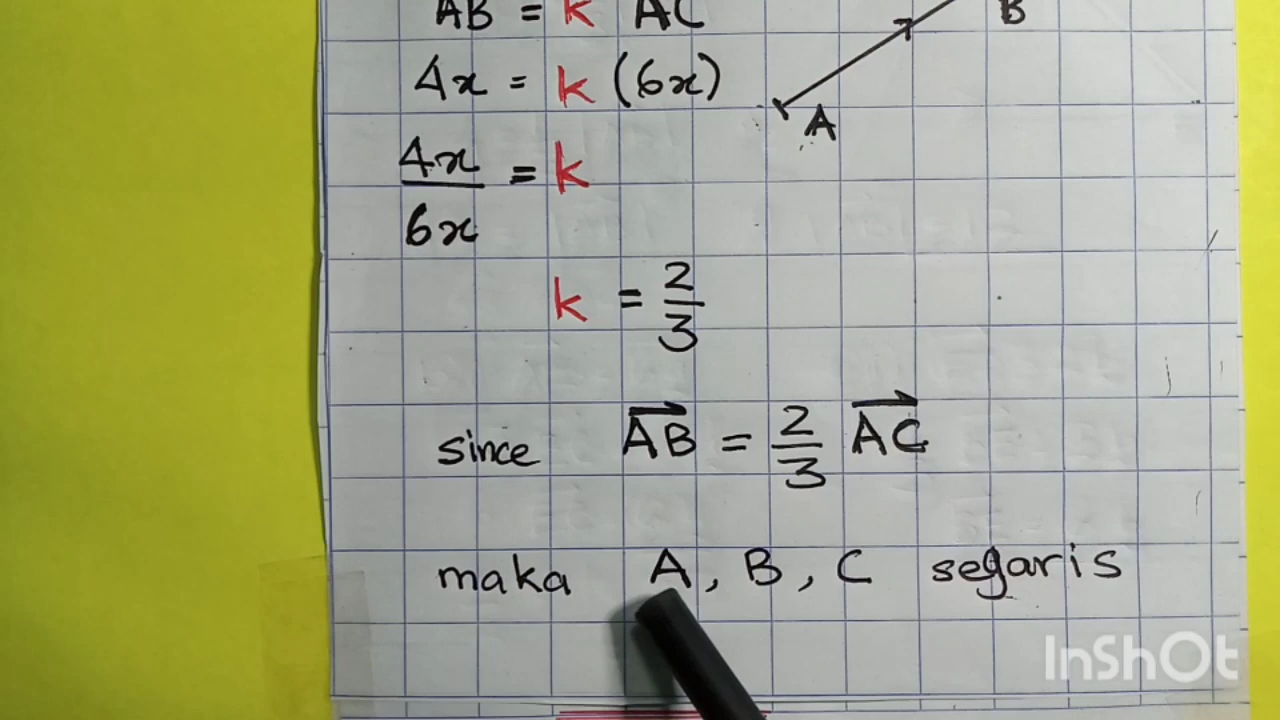 AB = k AC
B
4x = k (6x)
A
4x/6x = k
k = 2/3
since AB = 2/3 AC
maka A, B, C segaris
InShOt